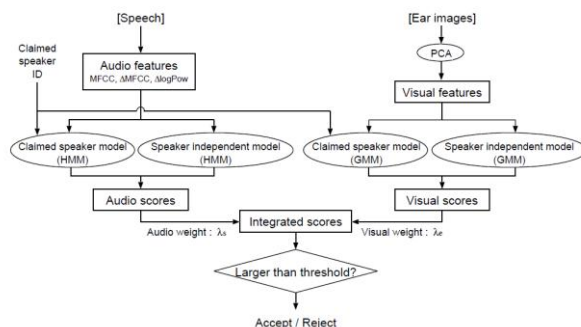 [Speech]
[Ear images]
Claimed
speaker
ID
PCA
Audio features
MFCC, ΔMFCC, ΔlogPow
Visual features
Claimed speaker model
(HMM)
Speaker independent model
(HMM)
Claimed speaker model
(GMM)
Speaker independent model
(GMM)
Audio scores
Visual scores
Audio weight : λs
Integrated scores
Visual weight : λe
Larger than threshold?
Accept / Reject